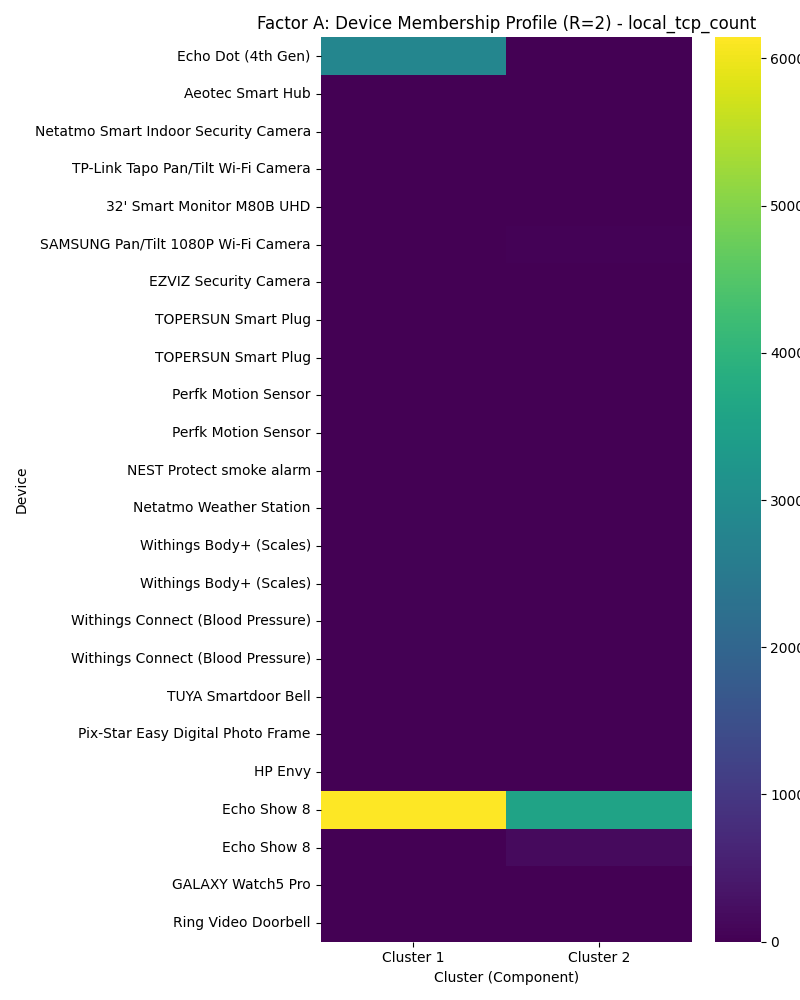 Factor A: Device Membership Profile (R=2) - local_tcp_count
Echo Dot (4th Gen)
Aeotec Smart Hub
Netatmo Smart Indoor Security Camera
TP-Link Tapo Pan/Tilt Wi-Fi Camera
32' Smart Monitor M80B UHD
SAMSUNG Pan/Tilt 1080P Wi-Fi Camera
EZVIZ Security Camera
TOPERSUN Smart Plug
TOPERSUN Smart Plug
Perfk Motion Sensor
Perfk Motion Sensor
NEST Protect smoke alarm
Netatmo Weather Station
Withings Body+ (Scales)
Withings Body+ (Scales)
Withings Connect (Blood Pressure)
Withings Connect (Blood Pressure)
TUYA Smartdoor Bell
Pix-Star Easy Digital Photo Frame
HP Envy
Echo Show 8
Echo Show 8
GALAXY Watch5 Pro
Ring Video Doorbell
Device
Cluster 1
Cluster 2
Cluster (Component)
6000
5000
4000
3000
2000
1000
0